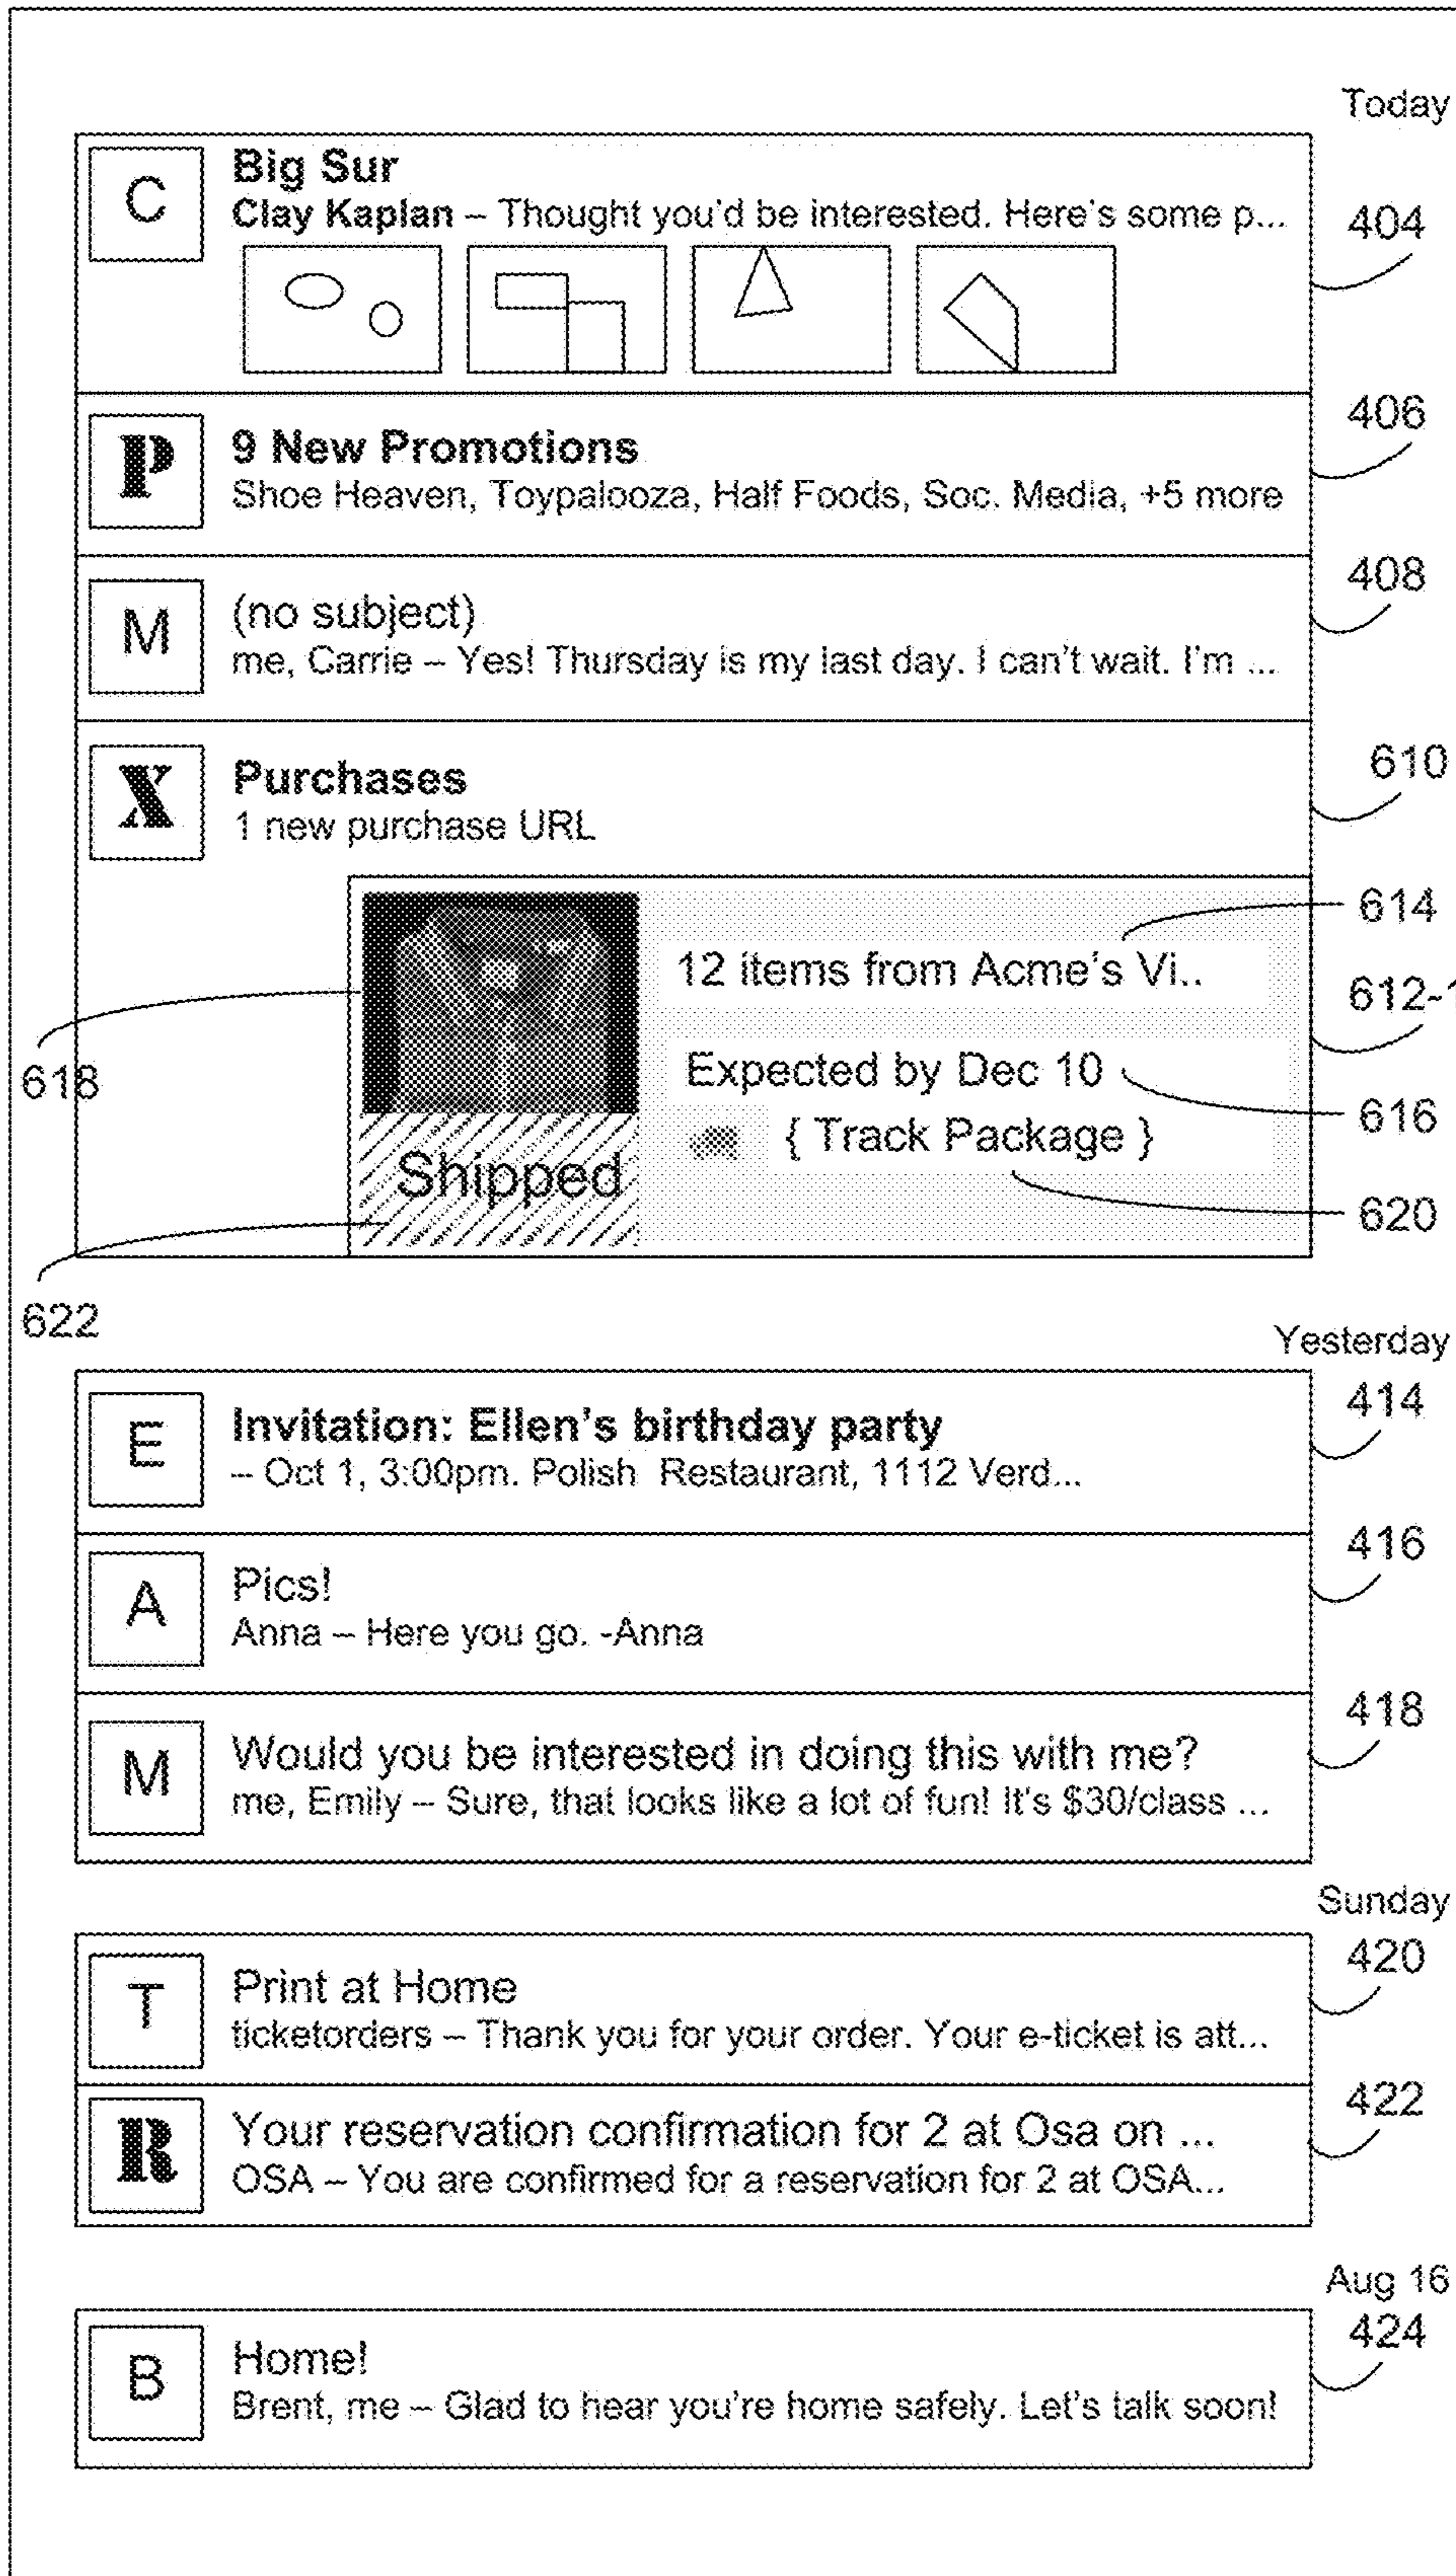 Today
C
Big Sur
Clay Kaplan – Thought you'd be interested. Here's some p...
404
P
9 New Promotions
Shoe Heaven, Toypalooza, Half Foods, Soc. Media, +5 more
406
M
(no subject)
me, Carrie – Yes! Thursday is my last day. I can't wait. I'm ...
408
X
Purchases
1 new purchase URL
610
614
12 items from Acme's Vi..
612-1
618
Expected by Dec 10
616
{ Track Package }
Shipped
620
622
Yesterday
E
Invitation: Ellen's birthday party
– Oct 1, 3:00pm. Polish Restaurant, 1112 Verd...
414
A
Pics!
Anna – Here you go. -Anna
416
M
Would you be interested in doing this with me?
me, Emily – Sure, that looks like a lot of fun! It's $30/class ...
418
Sunday
T
Print at Home
ticketorders – Thank you for your order. Your e-ticket is att...
420
R
Your reservation confirmation for 2 at Osa on ...
OSA – You are confirmed for a reservation for 2 at OSA...
422
Aug 16
B
Home!
Brent, me – Glad to hear you're home safely. Let's talk soon!
424